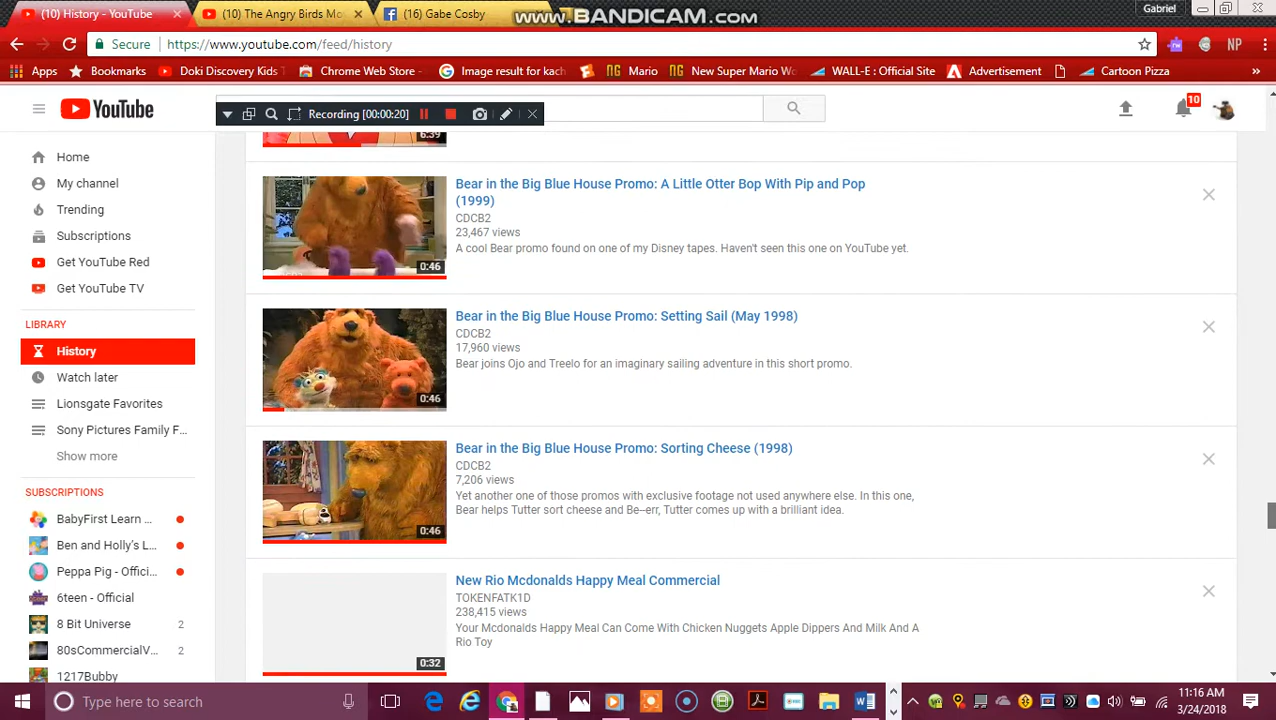 (10) History - YouTube
(10) The Angry Birds Mo
(16) Gabe Cosby
www.BANDICAM.com
Gabriel
Secure
https://www.youtube.com/feed/history
NP
Apps
Bookmarks
Doki Discovery Kids
Chrome Web Store -
Image result for kach
Mario
New Super Mario Wo
WALL-E : Official Site
Advertisement
Cartoon Pizza
»
YouTube
Recording [00:00:20]
10
6:39
Home
My channel
Trending
Subscriptions
Get YouTube Red
Get YouTube TV
LIBRARY
History
Watch later
Lionsgate Favorites
Sony Pictures Family F...
Show more
SUBSCRIPTIONS
BabyFirst Learn ...
Ben and Holly's L...
Peppa Pig - Offici...
6teen - Official
8 Bit Universe 2
80sCommercialV... 2
1217Bubby
Bear in the Big Blue House Promo: A Little Otter Bop With Pip and Pop
(1999)
CDCB2
23,467 views
A cool Bear promo found on one of my Disney tapes. Haven't seen this one on YouTube yet.
0:46
Bear in the Big Blue House Promo: Setting Sail (May 1998)
CDCB2
17,960 views
Bear joins Ojo and Treelo for an imaginary sailing adventure in this short promo.
0:46
Bear in the Big Blue House Promo: Sorting Cheese (1998)
CDCB2
7,206 views
Yet another one of those promos with exclusive footage not used anywhere else. In this one,
Bear helps Tutter sort cheese and Be--err, Tutter comes up with a brilliant idea.
0:46
New Rio Mcdonalds Happy Meal Commercial
TOKENFATK1D
238,415 views
Your Mcdonalds Happy Meal Can Come With Chicken Nuggets Apple Dippers And Milk And A
Rio Toy
0:32
Type here to search
11:16 AM
3/24/2018